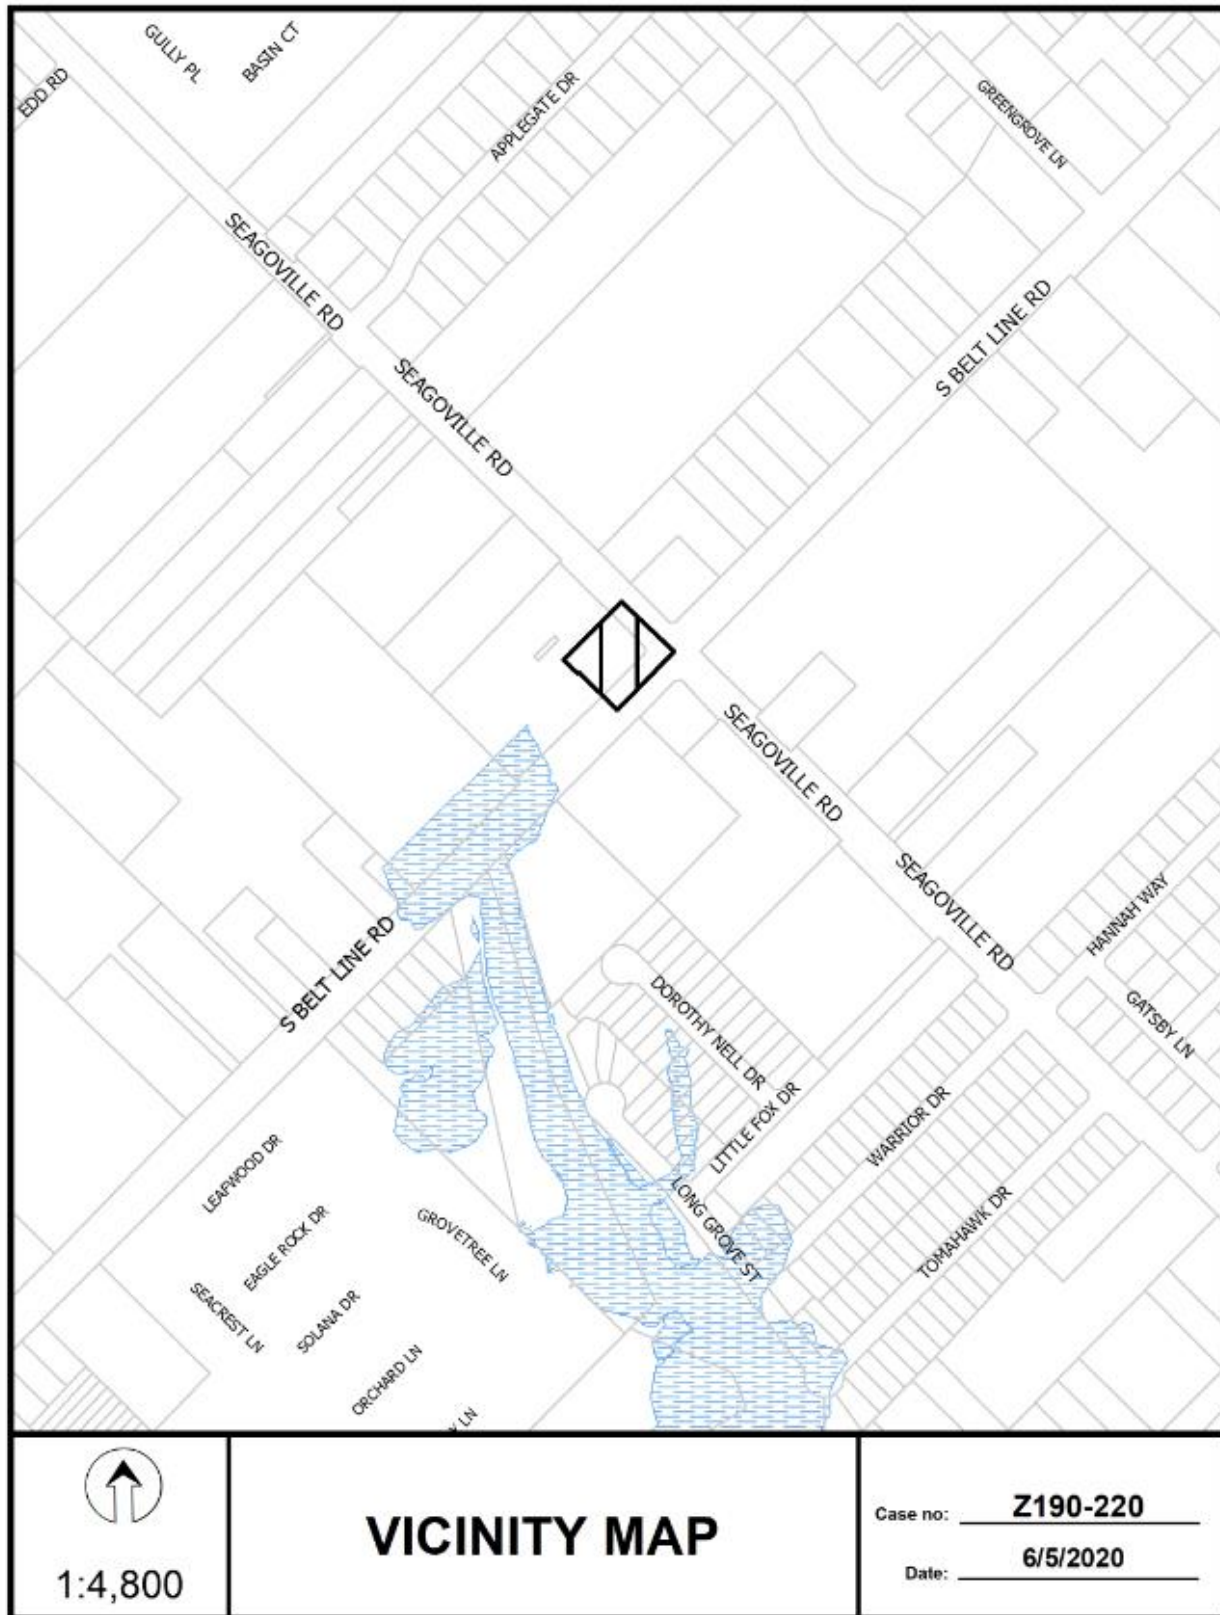 GULLY PL
BASIN CT
EDD RD
APPLEGATE DR
GREENGROVE LN
SEAGOVILLE RD
S BELT LINE RD
SEAGOVILLE RD
SEAGOVILLE RD
SEAGOVILLE RD
HANNAH WAY
GATSBY LN
S BELT LINE RD
DOROTHY NELL DR
LITTLE FOX DR
WARRIOR DR
LEAFWOOD DR
LONG GROVE ST
TOMAHAWK DR
EAGLE ROCK DR
GROVETREE LN
SEACREST LN
SOLANA DR
ORCHARD LN
LN
1:4,800
VICINITY MAP
Case no: Z190-220
Date: 6/5/2020